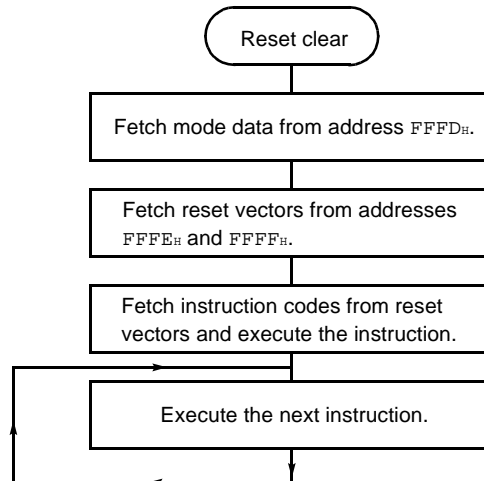 Reset clear
Fetch mode data from address FFFDH.
Fetch reset vectors from addresses
FFFEH and FFFFH.
Fetch instruction codes from reset
vectors and execute the instruction.
Execute the next instruction.